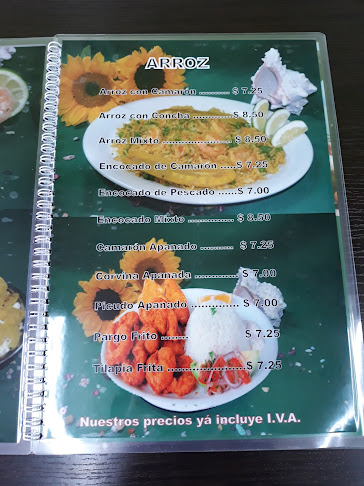 ARROZ
Arroz con Camarón ........... $ 7.25
Arroz con Concha ............. $ 8.50
Arroz Mixto ...................... $ 8.50
Encocado de Camarón .....$ 7.25
Encocado de Pescado ......$ 7.00
Encocado Mixto ................ $ 8.50
Camarón Apanado ........... $ 7.25
Corvina Apanada ..............$ 7.00
Picudo Apanado ................$ 7.00
Pargo Frito ........ $ 7.25
Tilapia Frita ........................$ 7.25
Nuestros precios yá incluye I.V.A.